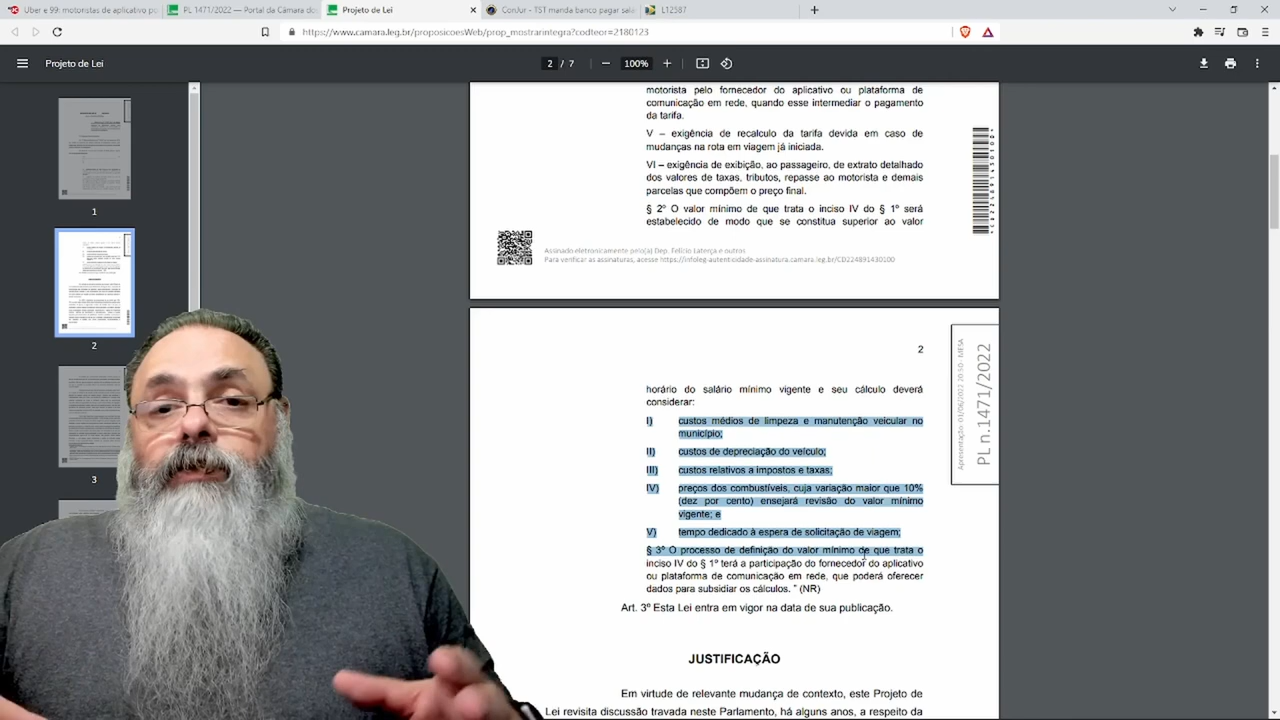 Uber e 99: motoristas de aplicativo po
PL 1471/2022 — Portal da Câmara do
Projeto de Lei
ConJur - TST manda banco pagar sala
L12587
https://www.camara.leg.br/proposicoesWeb/prop_mostrarintegra?codteor=2180123
Projeto de Lei
2 / 7
100%
1
2
3
motorista pelo fornecedor do aplicativo ou plataforma de
comunicação em rede, quando esse intermediar o pagamento
da tarifa.
V – exigência de recalculo da tarifa devida em caso de
mudanças na rota em viagem já iniciada.
VI – exigência de exibição, ao passageiro, de extrato detalhado
dos valores de taxas, tributos, repasse ao motorista e demais
parcelas que compõem o preço final.
§ 2º O valor mínimo de que trata o inciso IV do § 1º será
estabelecido de modo que se constitua superior ao valor
Assinado eletronicamente pelo(a) Dep. Felício Laterça e outros
Para verificar as assinaturas, acesse https://infoleg-autenticidade-assinatura.camara.leg.br/CD224891430100
2
horário do salário mínimo vigente e seu cálculo deverá
considerar:
I) custos médios de limpeza e manutenção veicular no
município;
II) custos de depreciação do veículo;
III) custos relativos a impostos e taxas;
IV) preços dos combustíveis, cuja variação maior que 10%
(dez por cento) ensejará revisão do valor mínimo
vigente; e
V) tempo dedicado à espera de solicitação de viagem;
§ 3º O processo de definição do valor mínimo de que trata o
inciso IV do § 1º terá a participação do fornecedor do aplicativo
ou plataforma de comunicação em rede, que poderá oferecer
dados para subsidiar os cálculos. " (NR)
Art. 3º Esta Lei entra em vigor na data de sua publicação.
JUSTIFICAÇÃO
Em virtude de relevante mudança de contexto, este Projeto de
Lei revisita discussão travada neste Parlamento, há alguns anos, a respeito da
PL n.1471/2022
Apresentação: 01/06/2022 20:50 - MESA